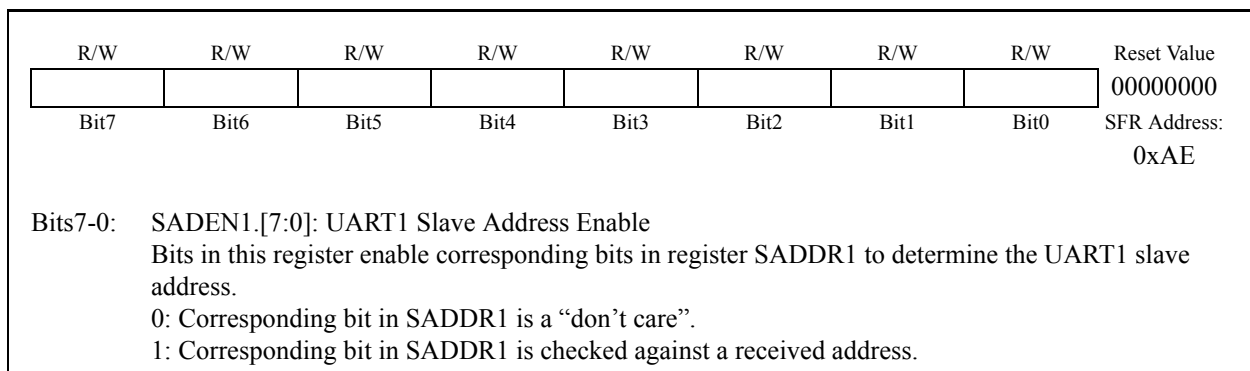 R/W R/W R/W R/W R/W R/W R/W R/W Reset Value
00000000
Bit7 Bit6 Bit5 Bit4 Bit3 Bit2 Bit1 Bit0 SFR Address:
0xAE
Bits7-0: SADEN1.[7:0]: UART1 Slave Address Enable
Bits in this register enable corresponding bits in register SADDR1 to determine the UART1 slave
address.
0: Corresponding bit in SADDR1 is a “don’t care”.
1: Corresponding bit in SADDR1 is checked against a received address.